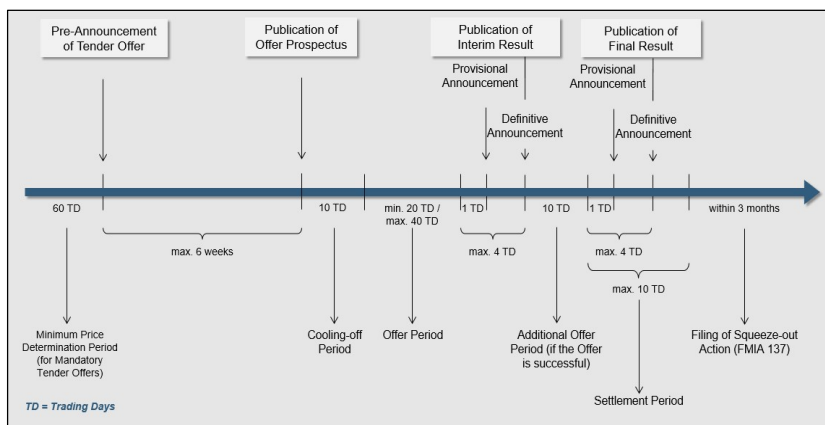 Pre-Announcement
of Tender Offer
Publication of
Offer Prospectus
Publication of
Interim Result
Publication of
Final Result
Provisional
Announcement
Provisional
Announcement
Definitive
Announcement
Definitive
Announcement
60 TD
10 TD
min. 20 TD /
max. 40 TD
1 TD
10 TD
1 TD
within 3 months
max. 6 weeks
max. 4 TD
max. 4 TD
max. 10 TD
Minimum Price
Determination Period
(for Mandatory
Tender Offers)
Cooling-off
Period
Offer Period
Additional Offer
Period (if the Offer
is successful)
Filing of Squeeze-out
Action (FMIA 137)
Settlement Period
TD = Trading Days